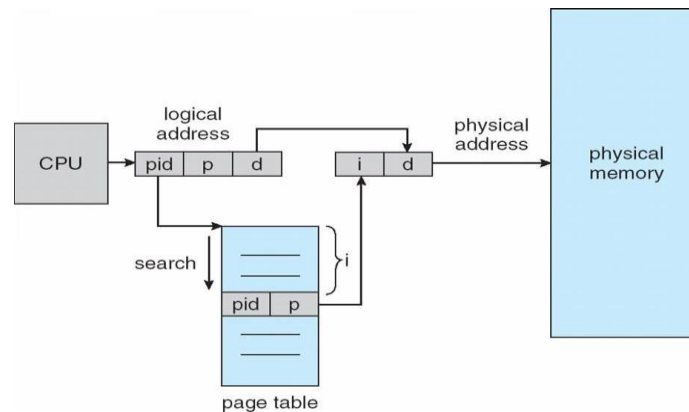 logical
address
physical
address
CPU
pid p d
i d
physical
memory
search
i
pid p
page table